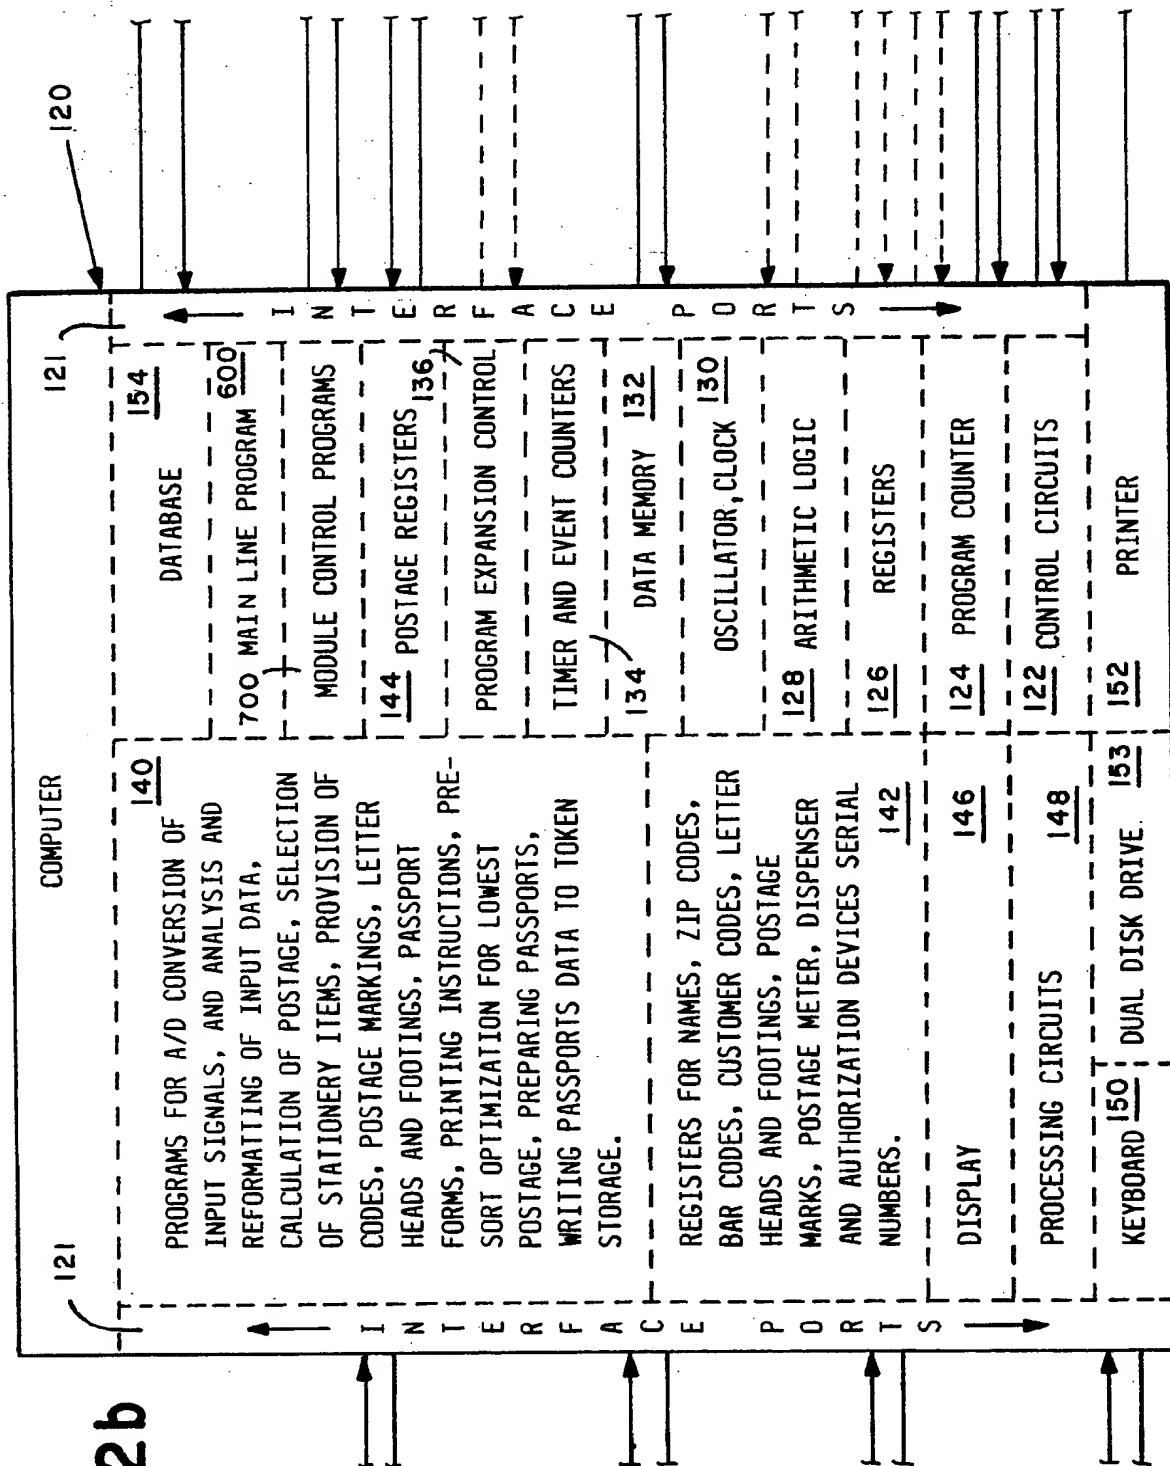 2b
COMPUTER
120
121
121
INTERFACE PORTS
140
PROGRAMS FOR A/D CONVERSION OF
INPUT SIGNALS, AND ANALYSIS AND
REFORMATTING OF INPUT DATA,
CALCULATION OF POSTAGE, SELECTION
OF STATIONERY ITEMS, PROVISION OF
CODES, POSTAGE MARKINGS, LETTER
HEADS AND FOOTINGS, PASSPORT
FORMS, PRINTING INSTRUCTIONS, PRE-
SORT OPTIMIZATION FOR LOWEST
POSTAGE, PREPARING PASSPORTS,
WRITING PASSPORTS DATA TO TOKEN
STORAGE.
REGISTERS FOR NAMES, ZIP CODES,
BAR CODES, CUSTOMER CODES, LETTER
HEADS AND FOOTINGS, POSTAGE
MARKS, POSTAGE METER, DISPENSER
AND AUTHORIZATION DEVICES SERIAL
NUMBERS. 142
DISPLAY 146
PROCESSING CIRCUITS 148
KEYBOARD 150
DUAL DISK DRIVE. 153
DATABASE 154
MAIN LINE PROGRAM 600
700
MODULE CONTROL PROGRAMS
144 POSTAGE REGISTERS
136
PROGRAM EXPANSION CONTROL
TIMER AND EVENT COUNTERS
134
DATA MEMORY 132
OSCILLATOR, CLOCK 130
128 ARITHMETIC LOGIC
126 REGISTERS
124 PROGRAM COUNTER
122 CONTROL CIRCUITS
152 PRINTER
INTERFACE PORTS